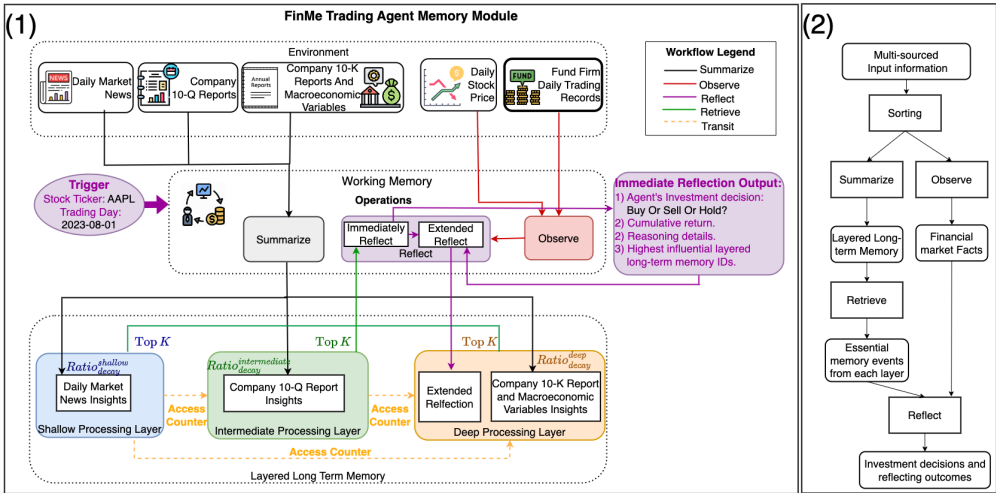 (1)
FinMe Trading Agent Memory Module
Environment
NEWS
Daily Market
News
Company
10-Q Reports
Annual
Reports
Company 10-K
Reports And
Macroeconomic
Variables
Daily
Stock
Price
FUND
Fund Firm
Daily Trading
Records
Workflow Legend
Summarize
Observe
Reflect
Retrieve
Transit
Trigger
Stock Ticker: AAPL
Trading Day:
2023-08-01
Working Memory
Operations
Summarize
Immediately
Reflect
Extended
Reflect
Reflect
Observe
Immediate Reflection Output:
1) Agent's Investment decision:
Buy Or Sell Or Hold?
2) Cumulative return.
2) Reasoning details.
3) Highest influential layered
long-term memory IDs.
Top K
Top K
Top K
Ratio shallow decay
Daily Market
News Insights
Shallow Processing Layer
Access
Counter
Ratio intermediate decay
Company 10-Q Report
Insights
Intermediate Processing Layer
Access
Counter
Ratio deep decay
Extended
Relfection
Company 10-K Report
and Macroeconomic
Variables Insights
Deep Processing Layer
Access Counter
Layered Long Term Memory
(2)
Multi-sourced
Input information
Sorting
Summarize
Observe
Layered Long-
term Memory
Financial
market Facts
Retrieve
Essential
memory events
from each layer
Reflect
Investment decisions and
reflecting outcomes